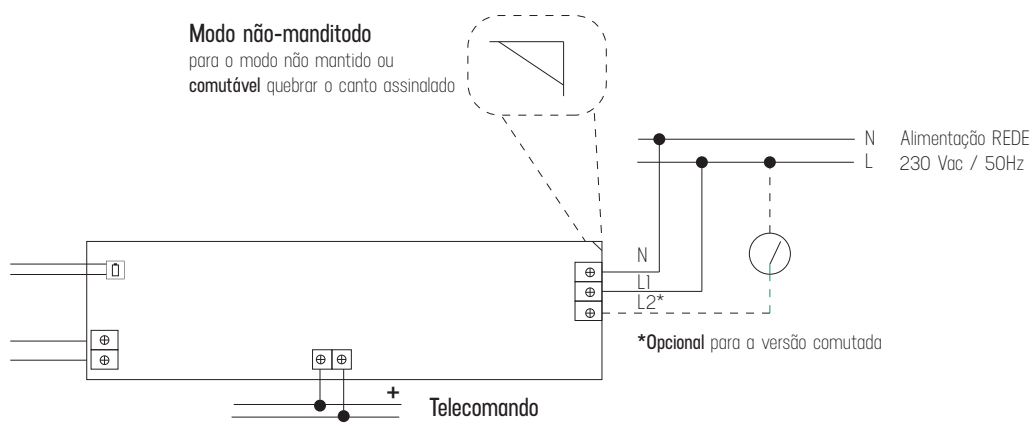 Modo não-manditodo
para o modo não mantido ou
comutável quebrar o canto assinalado
N Alimentação REDE
L 230 Vac / 50Hz
N
L1
L2*
*Opcional para a versão comutada
+
Telecomando